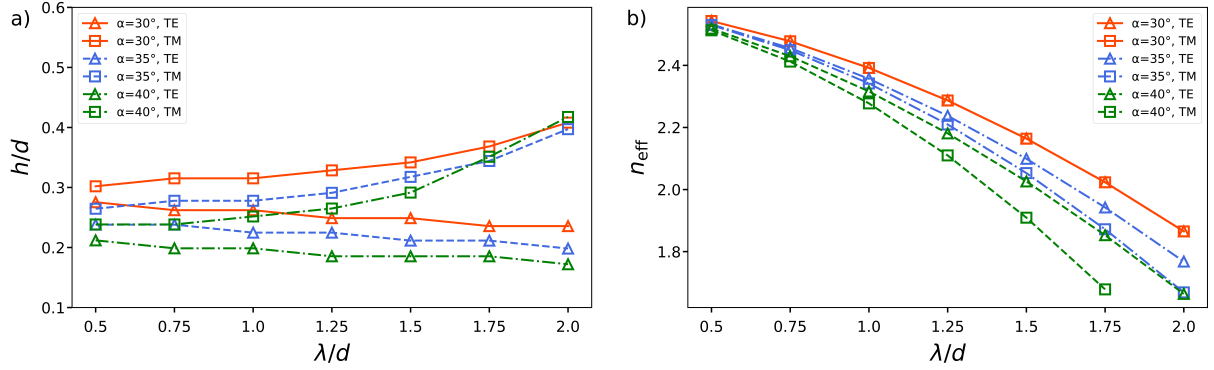 a)
0.6
0.5
0.4
0.3
0.2
0.1
h/d
α=30°, TE
α=30°, TM
α=35°, TE
α=35°, TM
α=40°, TE
α=40°, TM
0.5 0.75 1.0 1.25 1.5 1.75 2.0
λ/d
b)
2.4
2.2
2.0
1.8
n_eff
α=30°, TE
α=30°, TM
α=35°, TE
α=35°, TM
α=40°, TE
α=40°, TM
0.5 0.75 1.0 1.25 1.5 1.75 2.0
λ/d